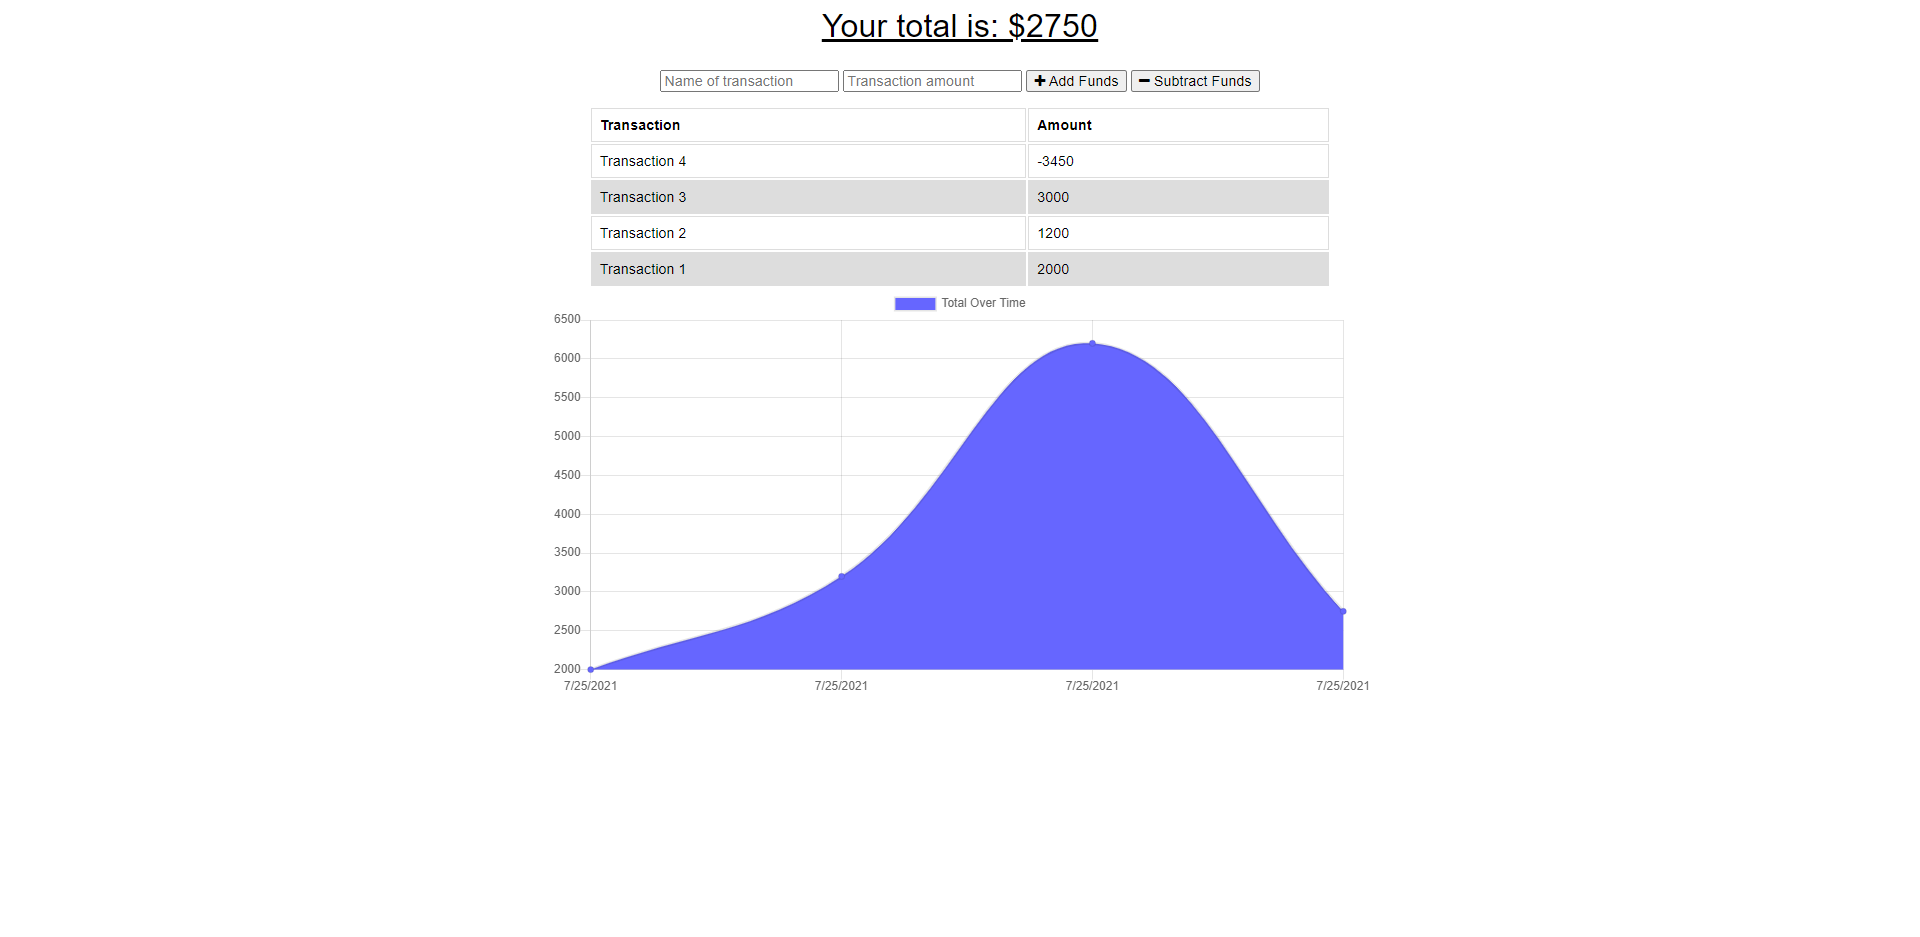 Your total is: $2750
Name of transaction Transaction amount Add Funds Subtract Funds
Transaction Amount
Transaction 4 -3450
Transaction 3 3000
Transaction 2 1200
Transaction 1 2000
Total Over Time
6500
6000
5500
5000
4500
4000
3500
3000
2500
2000
7/25/2021 7/25/2021 7/25/2021 7/25/2021